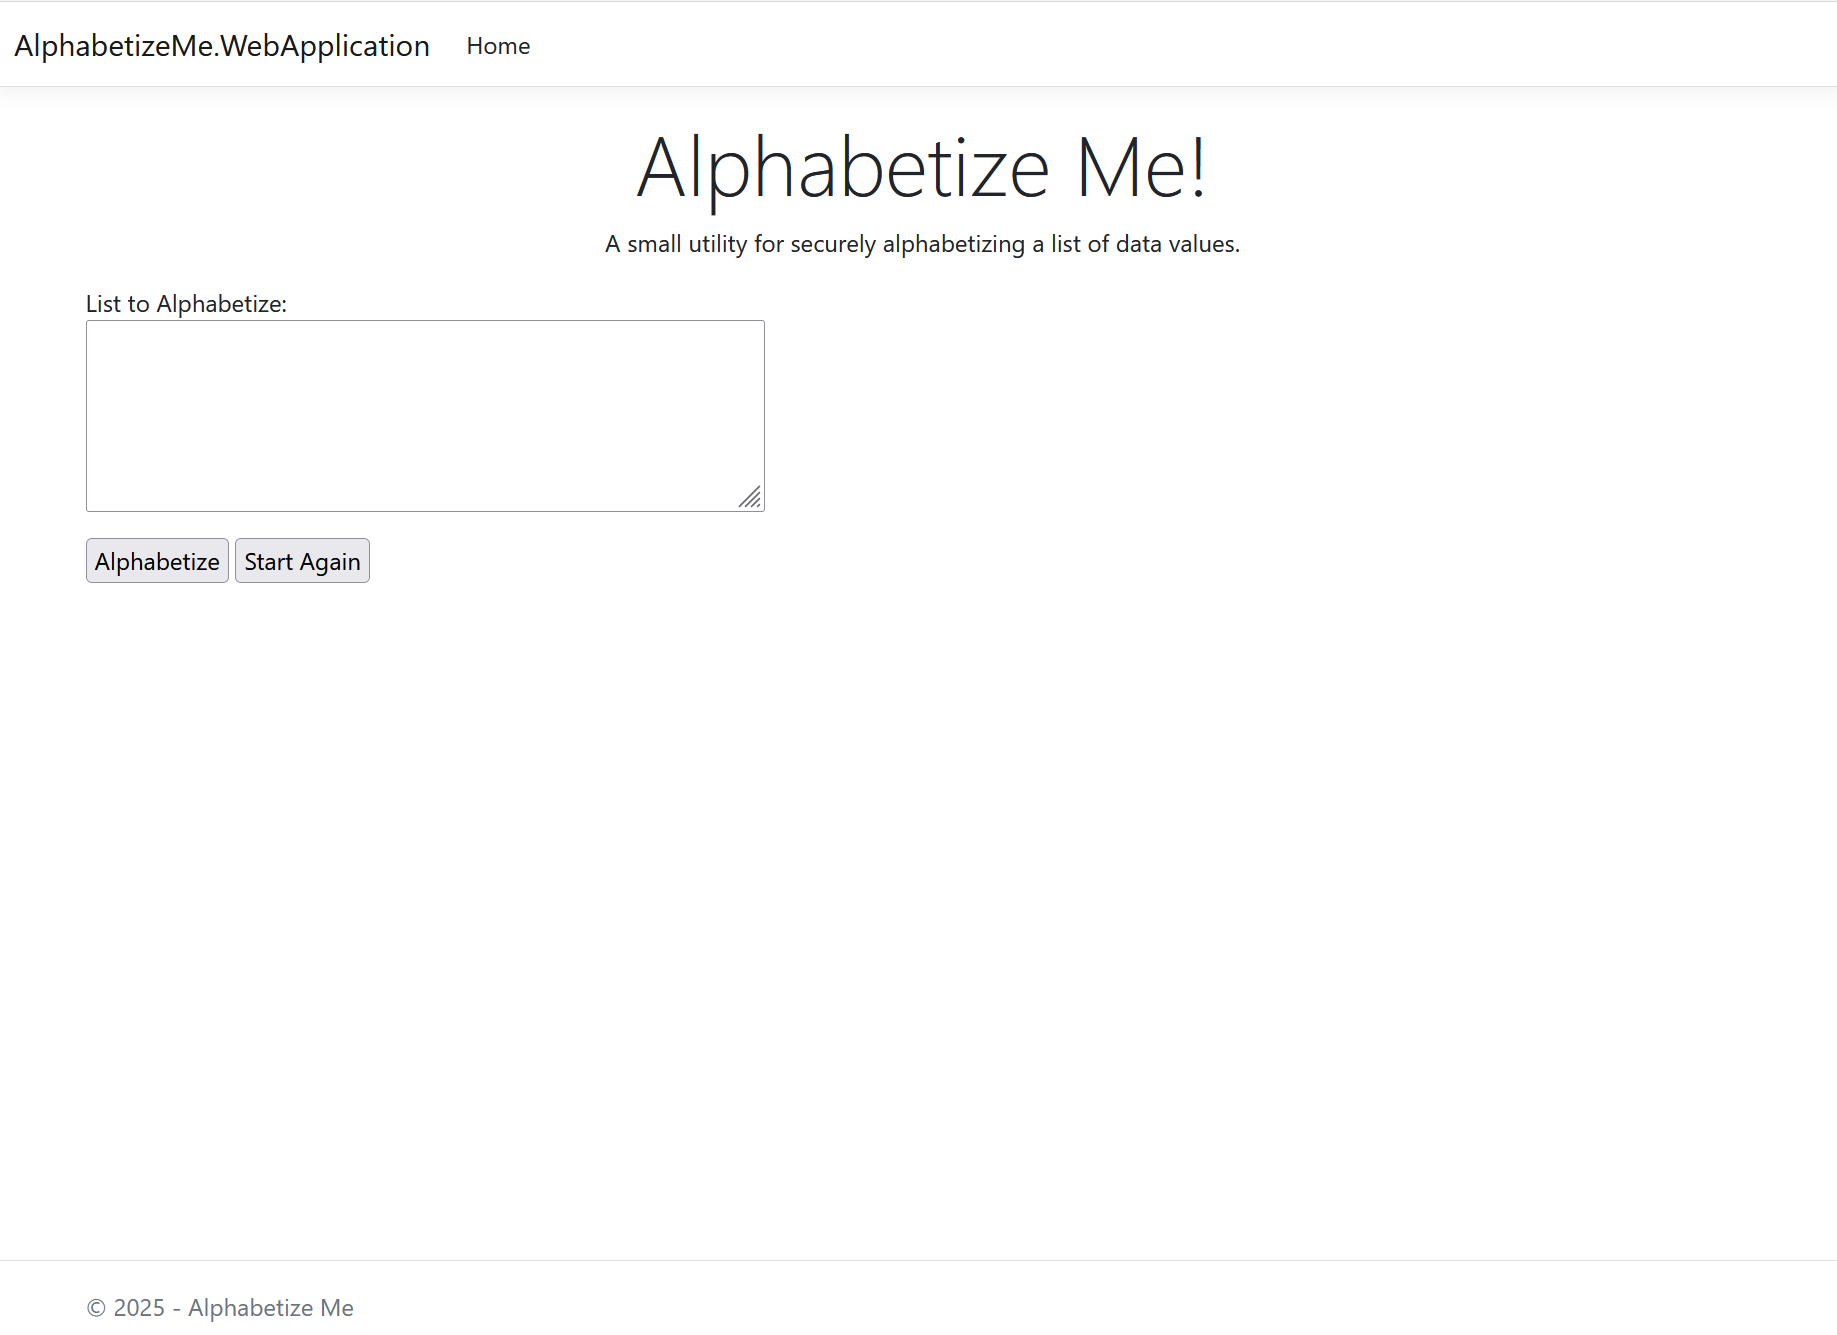 AlphabetizeMe.WebApplication Home
Alphabetize Me!
A small utility for securely alphabetizing a list of data values.
List to Alphabetize:
Alphabetize Start Again
© 2025 - Alphabetize Me